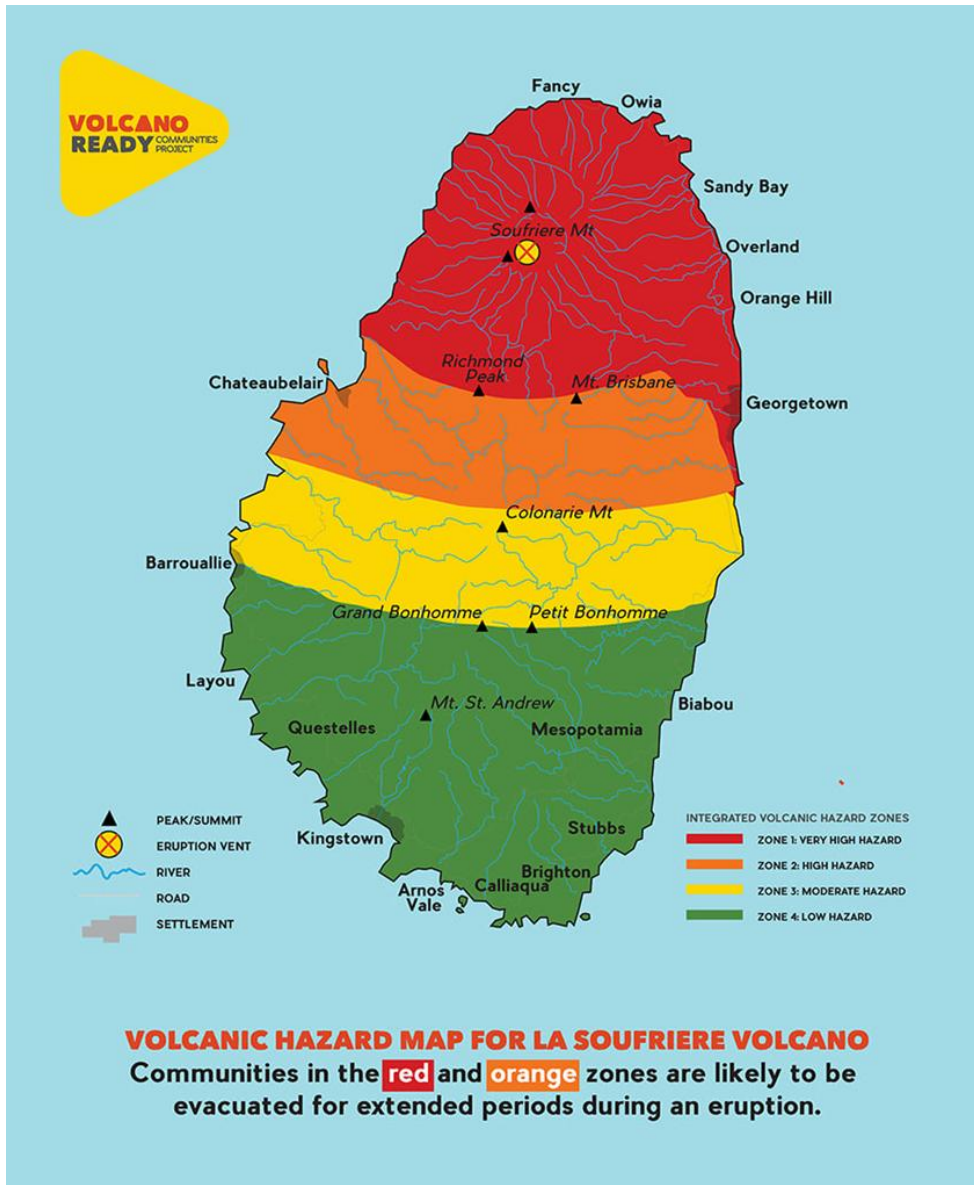 VOLCANO
READY COMMUNITIES
PROJECT
Fancy
Owia
Sandy Bay
Soufriere Mt
Overland
Orange Hill
Richmond
Peak
Mt. Brisbane
Chateaubelair
Georgetown
Colonarie Mt
Barrouallie
Grand Bonhomme
Petit Bonhomme
Layou
Mt. St. Andrew
Biabou
Questelles
Mesopotamia
Kingstown
Stubbs
Brighton
Arnos
Vale
Calliaqua
PEAK/SUMMIT
ERUPTION VENT
RIVER
ROAD
SETTLEMENT
INTEGRATED VOLCANIC HAZARD ZONES
ZONE 1: VERY HIGH HAZARD
ZONE 2: HIGH HAZARD
ZONE 3: MODERATE HAZARD
ZONE 4: LOW HAZARD
VOLCANIC HAZARD MAP FOR LA SOUFRIERE VOLCANO
Communities in the red and orange zones are likely to be
evacuated for extended periods during an eruption.